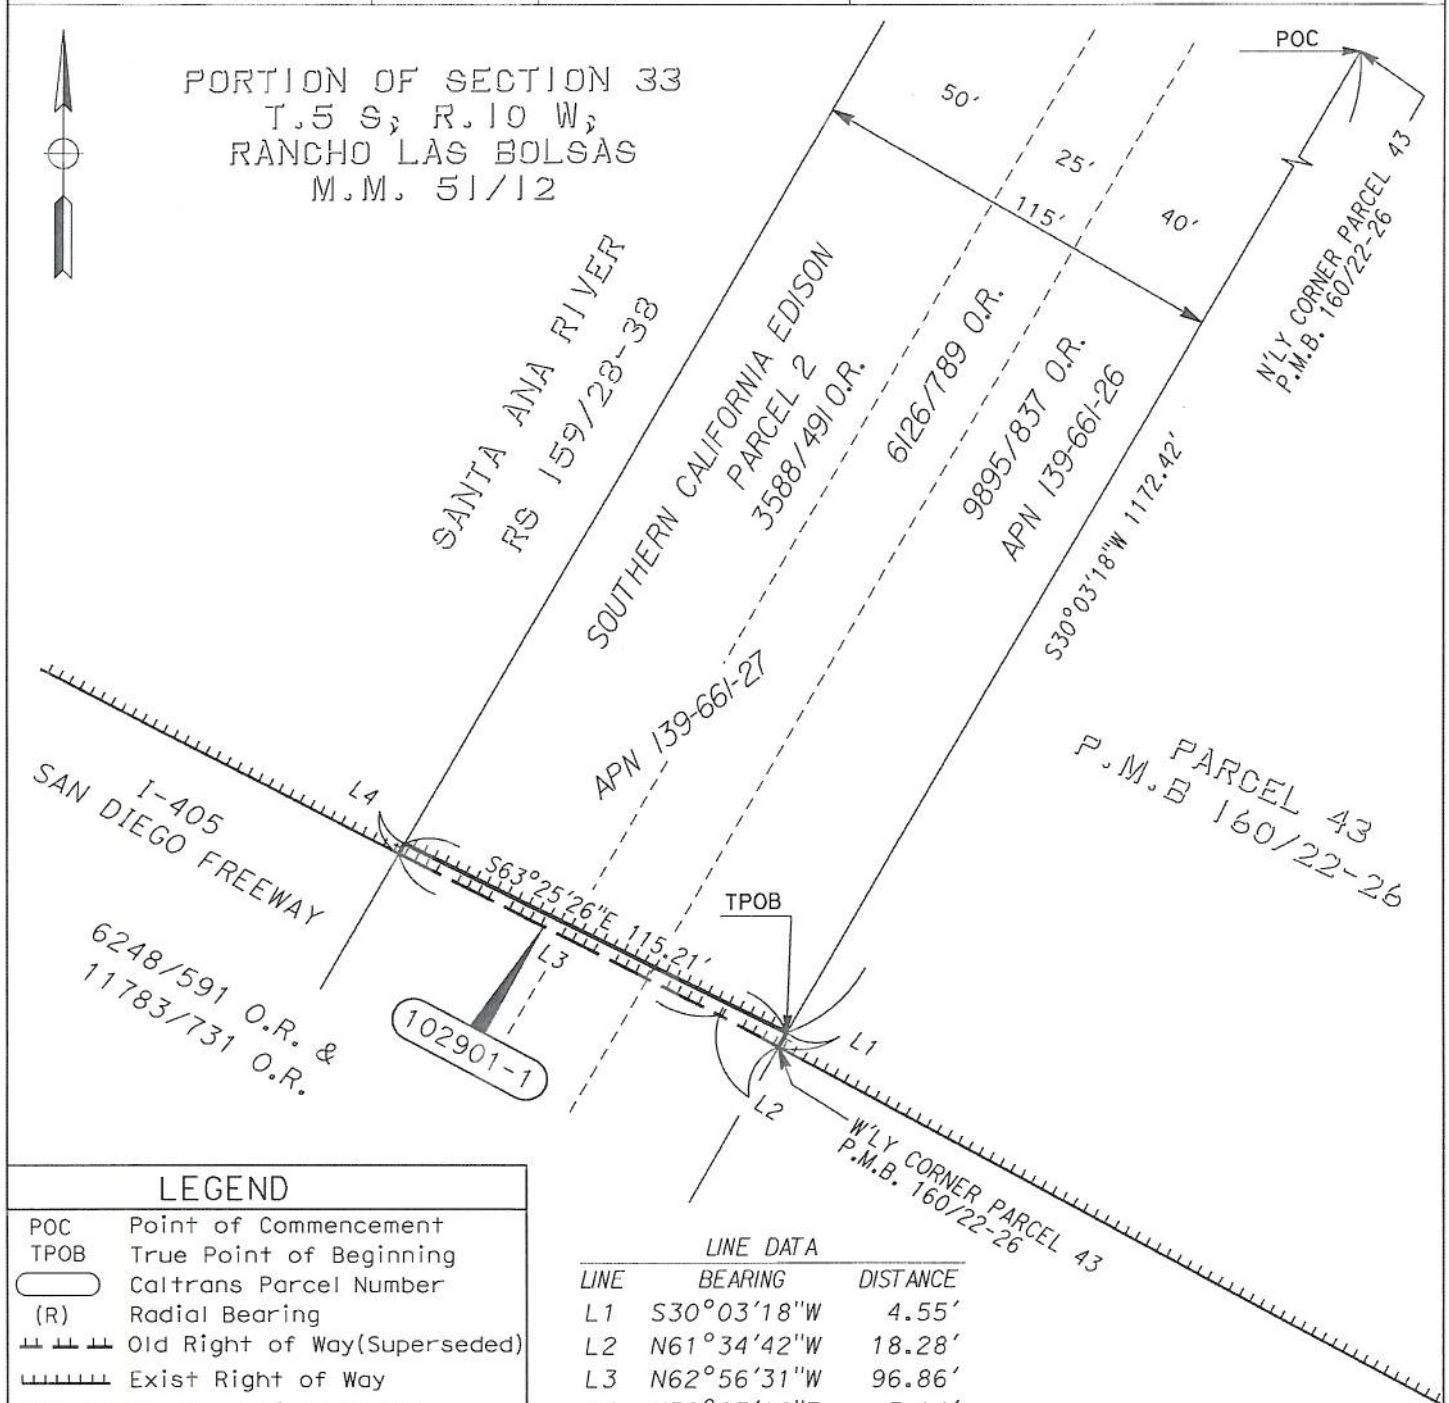 PORTION OF SECTION 33
T.5 S; R.10 W;
RANCHO LAS BOLSAS
M.M. 51/12
POC
50'
25'
115'
40'
N'LY CORNER PARCEL 43
P.M.B. 160/22-26
SANTA ANA RIVER
RS 159/28-38
SOUTHERN CALIFORNIA EDISON
PARCEL 2
3588/491 O.R.
6126/789 O.R.
9895/837 O.R.
APN 139-661-26
S30°03'18"W 1172.42'
APN 139-661-27
PARCEL 43
P.M.B 160/22-26
I-405
SAN DIEGO FREEWAY
L4
S63°25'26"E 115.21'
TPOB
L3
6248/591 O.R. &
11783/731 O.R.
102901-1
L1
L2
W'LY CORNER PARCEL 43
P.M.B. 160/22-26
LEGEND
POC Point of Commencement
TPOB True Point of Beginning
Caltrans Parcel Number
(R) Radial Bearing
Old Right of Way(Superseded)
Exist Right of Way
LINE DATA
LINE BEARING DISTANCE
L1 S30°03'18"W 4.55'
L2 N61°34'42"W 18.28'
L3 N62°56'31"W 96.86'